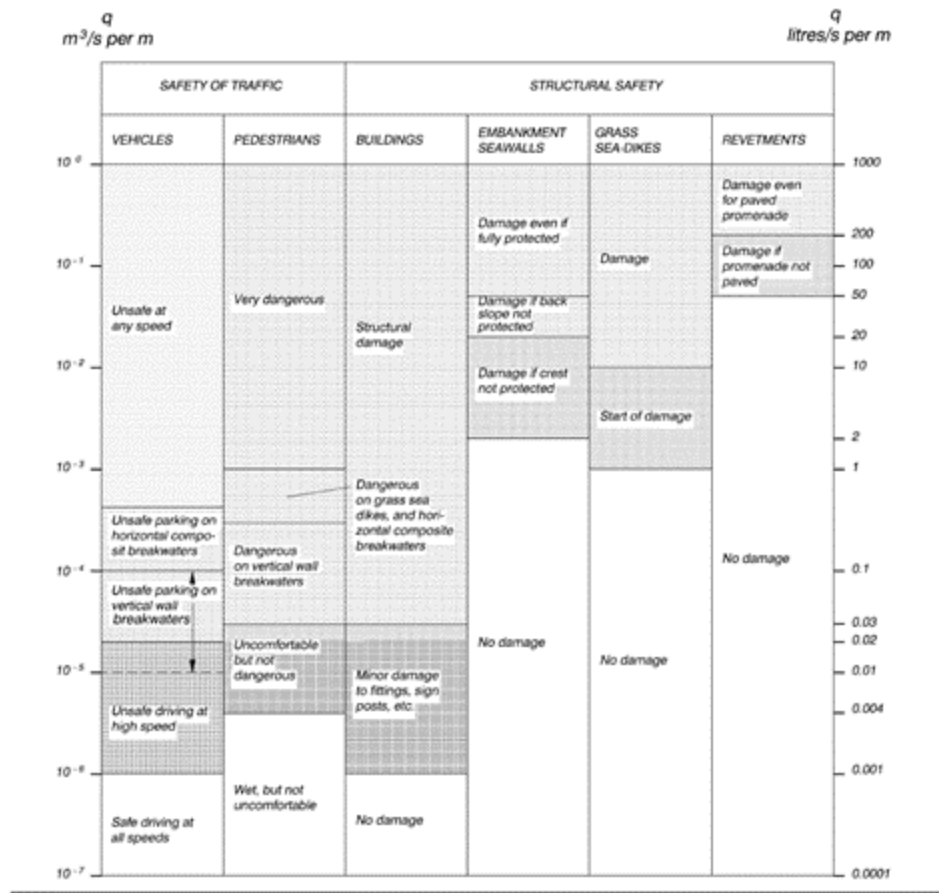 q
m³/s per m
q
litres/s per m
SAFETY OF TRAFFIC
STRUCTURAL SAFETY
VEHICLES
PEDESTRIANS
BUILDINGS
EMBANKMENT
SEAWALLS
GRASS
SEA-DIKES
REVETMENTS
10⁰
10⁻¹
10⁻²
10⁻³
10⁻⁴
10⁻⁵
10⁻⁶
10⁻⁷
Unsafe at
any speed
Unsafe parking on
horizontal compo-
sit breakwaters
Unsafe parking on
vertical wall
breakwaters
Unsafe driving at
high speed
Safe driving at
all speeds
Very dangerous
Dangerous
on vertical wall
breakwaters
Uncomfortable
but not
dangerous
Wet, but not
uncomfortable
Structural
damage
Dangerous
on grass sea
dikes, and hori-
zontal composite
breakwaters
Minor damage
to fittings, sign
posts, etc.
No damage
Damage even if
fully protected
Damage if back
slope not
protected
Damage if crest
not protected
No damage
Damage
Start of damage
No damage
Damage even
for paved
promenade
Damage if
promenade not
paved
No damage
1000
200
100
50
20
10
2
1
0.1
0.03
0.02
0.01
0.004
0.001
0.0001